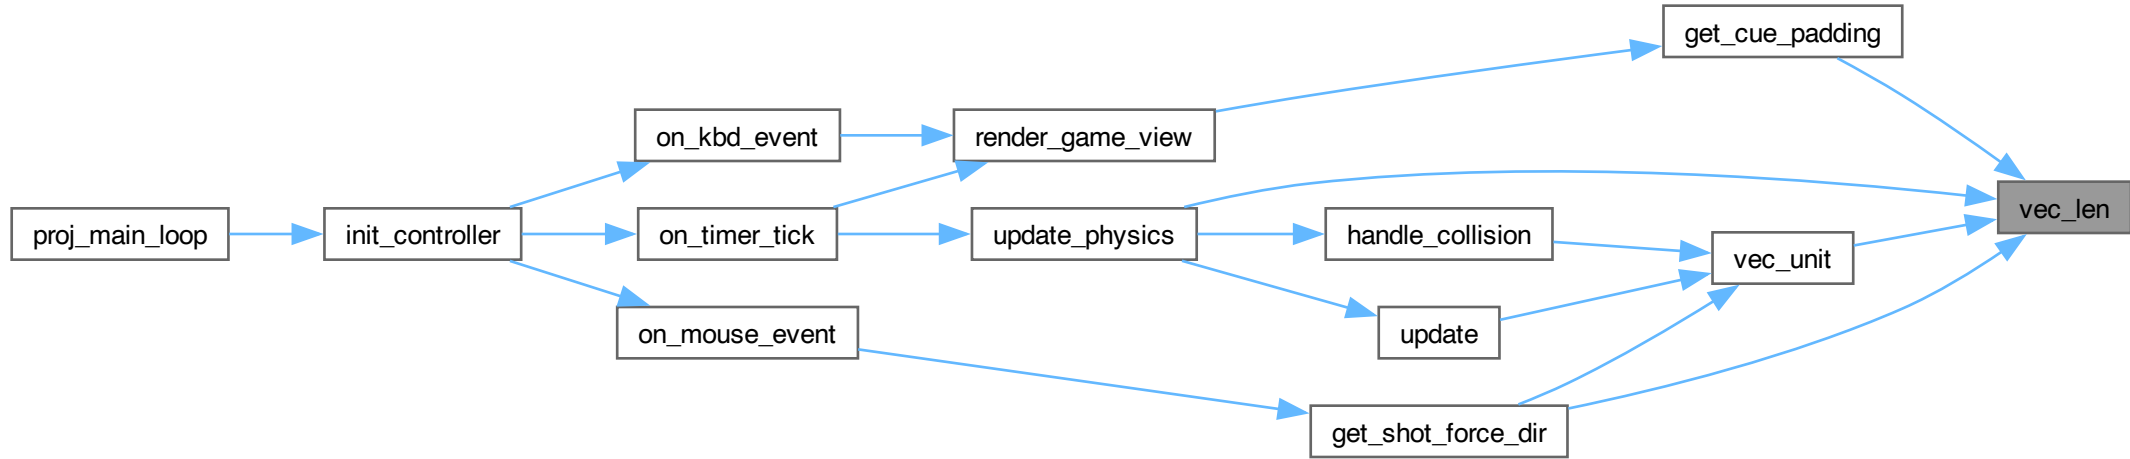 get_cue_padding
on_kbd_event
render_game_view
vec_len
proj_main_loop
init_controller
on_timer_tick
update_physics
handle_collision
vec_unit
on_mouse_event
update
get_shot_force_dir